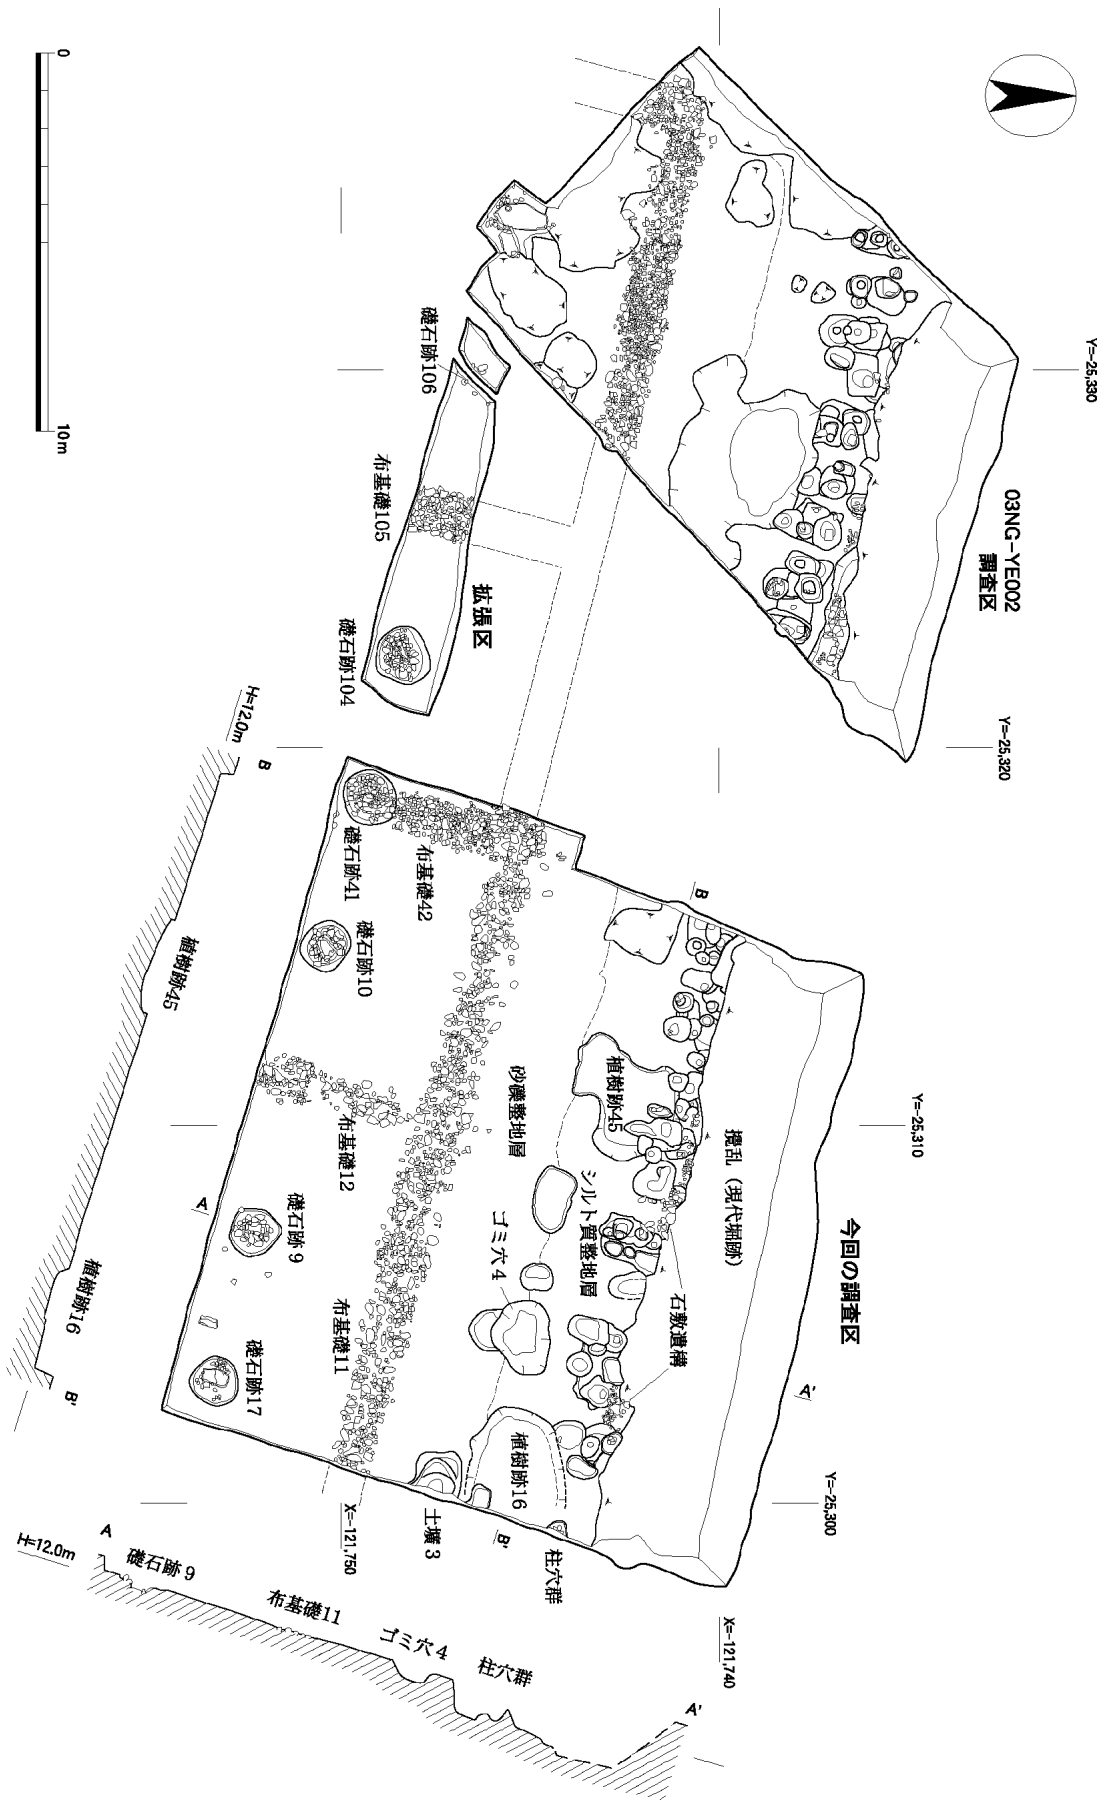 0
10m
Y=-25,330
03NG-YE002
調査区
Y=-25,320
礎石跡106
布基礎105
拡張区
礎石跡104
H=12.0m
B
植樹跡45
植樹跡16
B'
礎石跡41
布基礎42
礎石跡10
B
Y=-25,310
砂礫整地層
植樹跡45
攪乱（現代堀跡）
今回の調査区
布基礎12
シルト質整地層
A
礎石跡9
ゴミ穴4
石敷遺構
布基礎11
A'
礎石跡17
植樹跡16
Y=-25,300
X=-121,750
土壙3
B'
柱穴群
X=-121,740
H=12.0m
A
礎石跡9
布基礎11
ゴミ穴4
柱穴群
A'